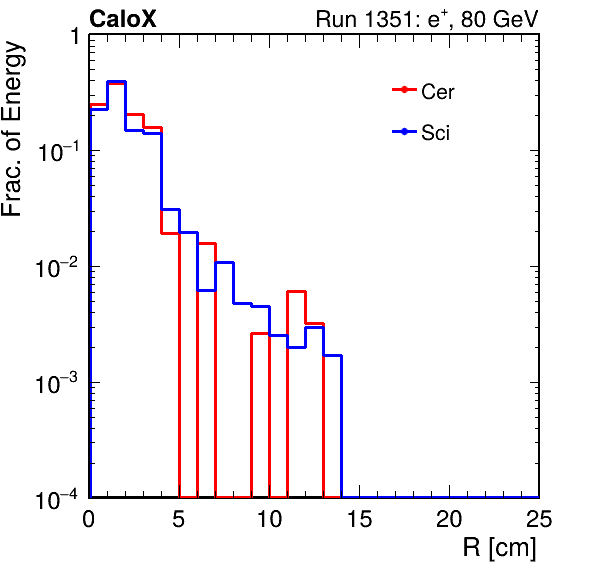 CaloX Run 1351: e⁺, 80 GeV
Frac. of Energy
1
10⁻¹
10⁻²
10⁻³
10⁻⁴
Cer
Sci
0 5 10 15 20 25
R [cm]